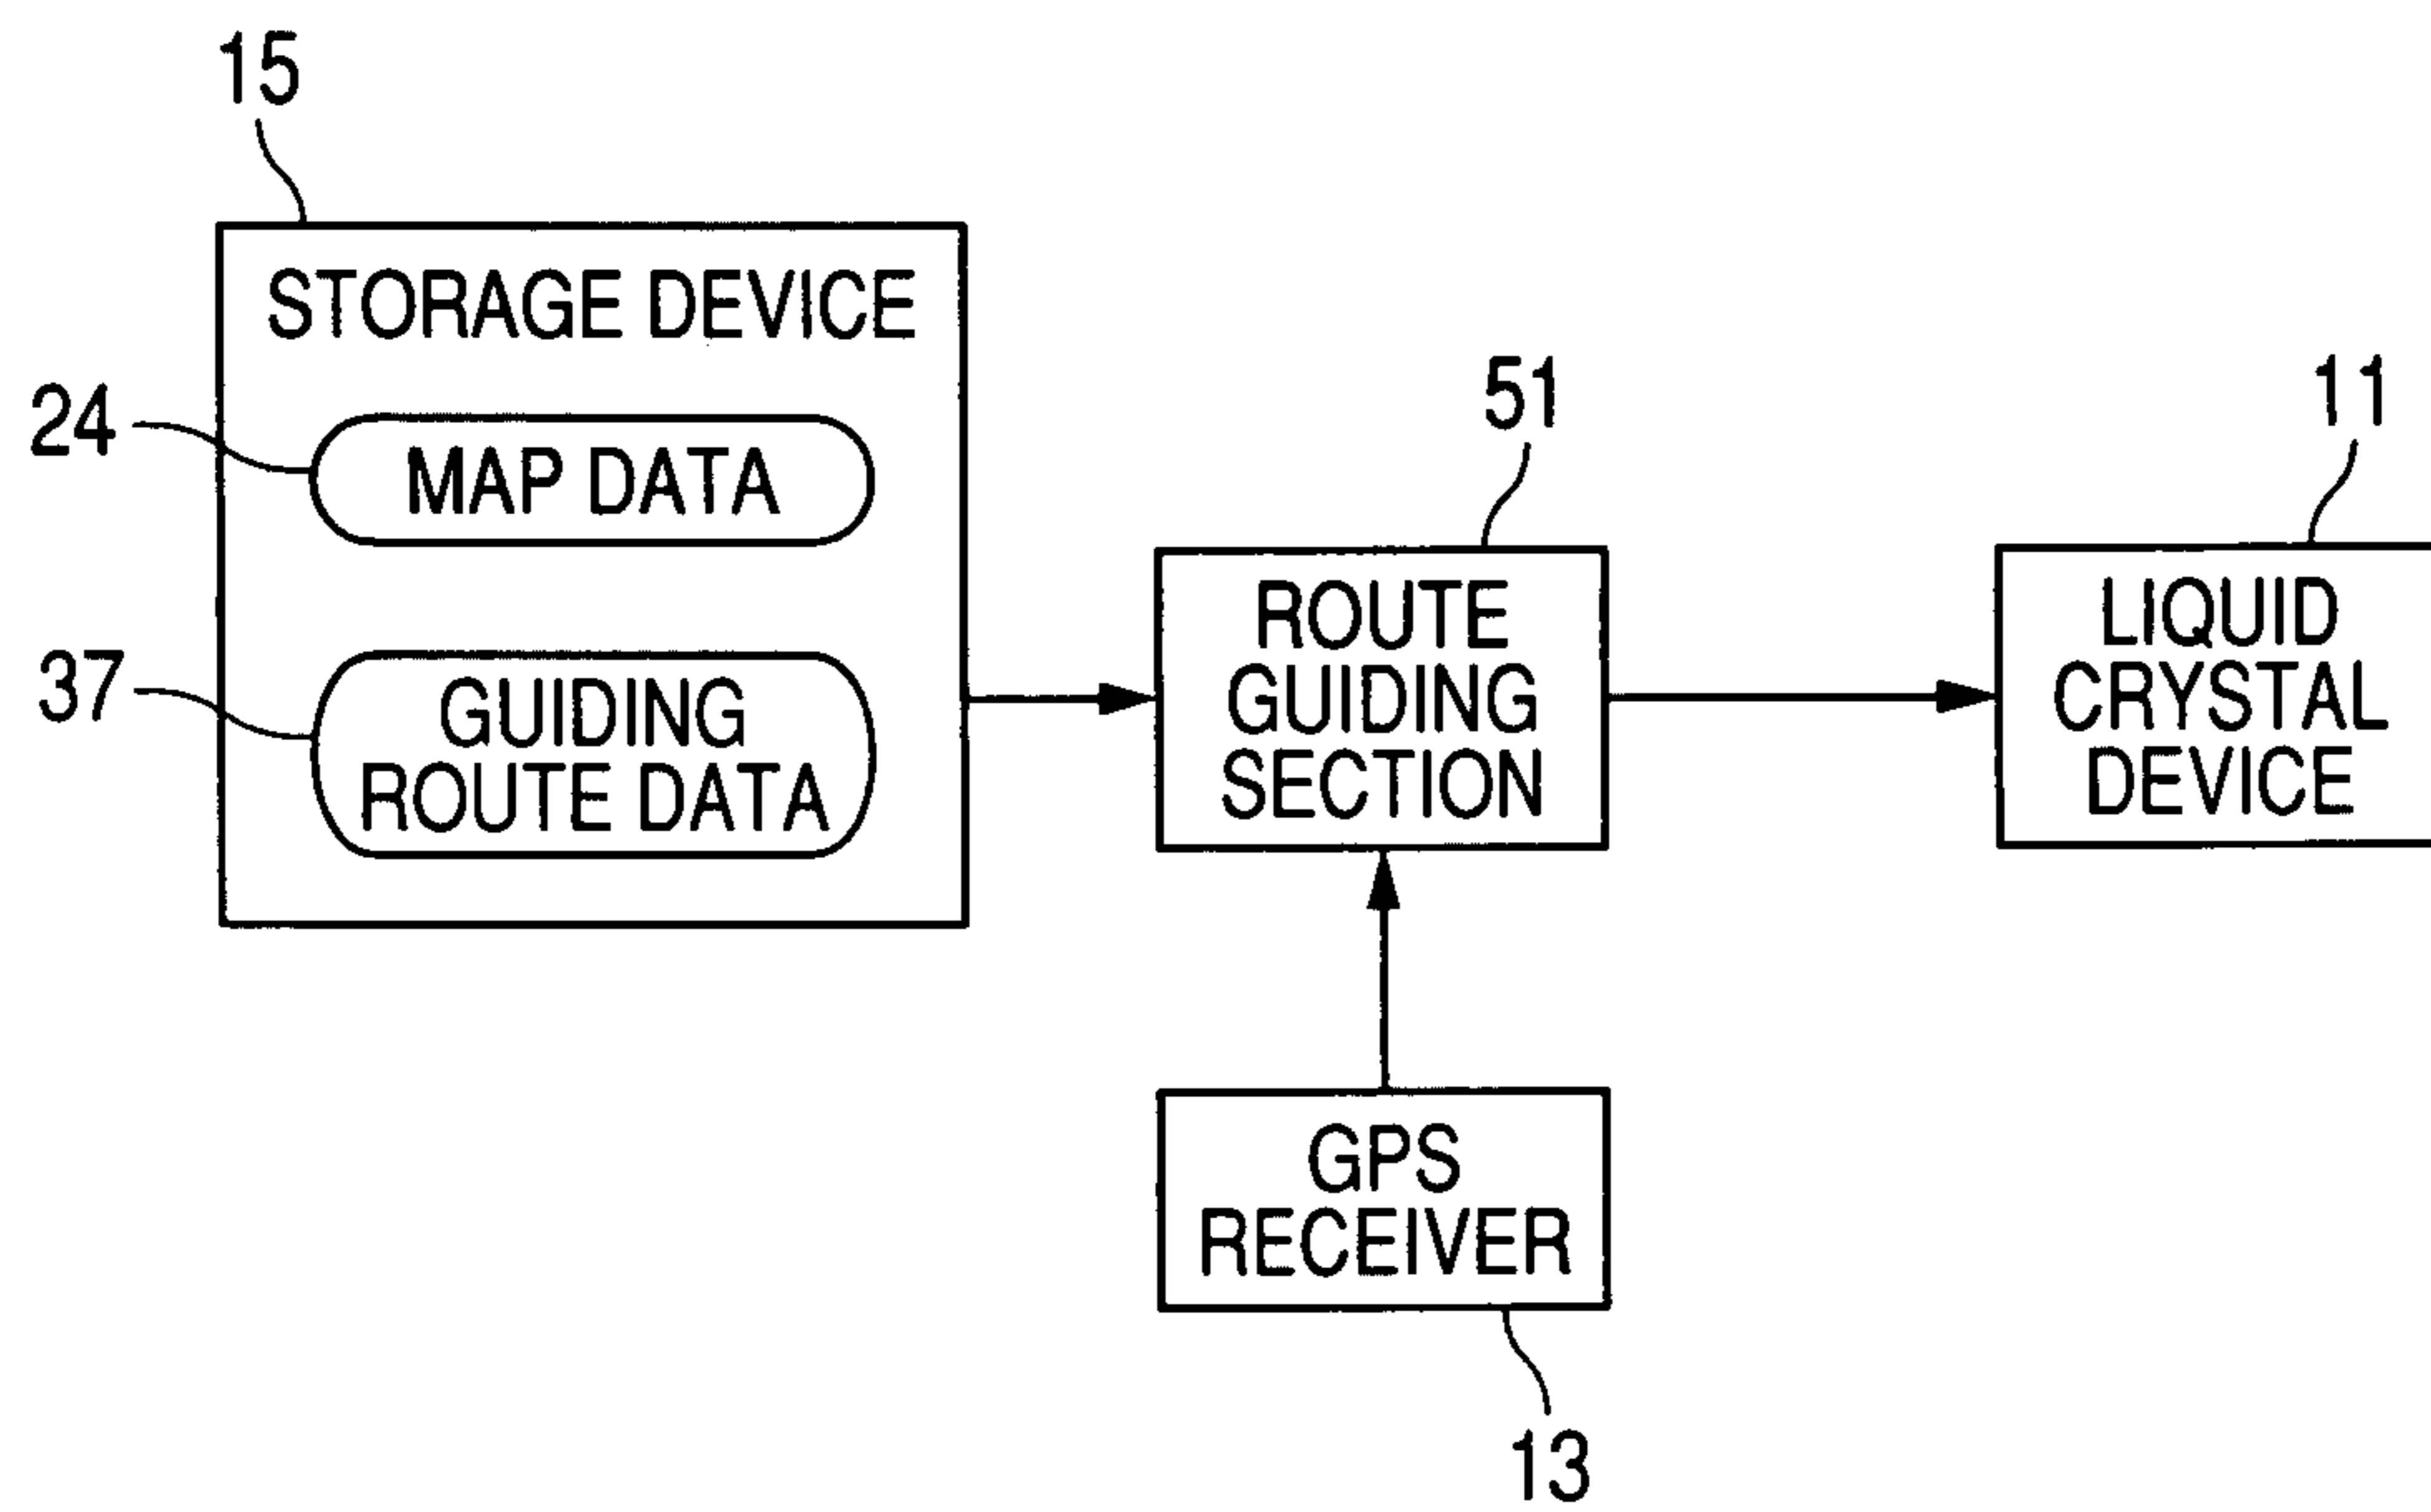 15
STORAGE DEVICE
24
MAP DATA
37
GUIDING
ROUTE DATA
51
ROUTE
GUIDING
SECTION
11
LIQUID
CRYSTAL
DEVICE
GPS
RECEIVER
13